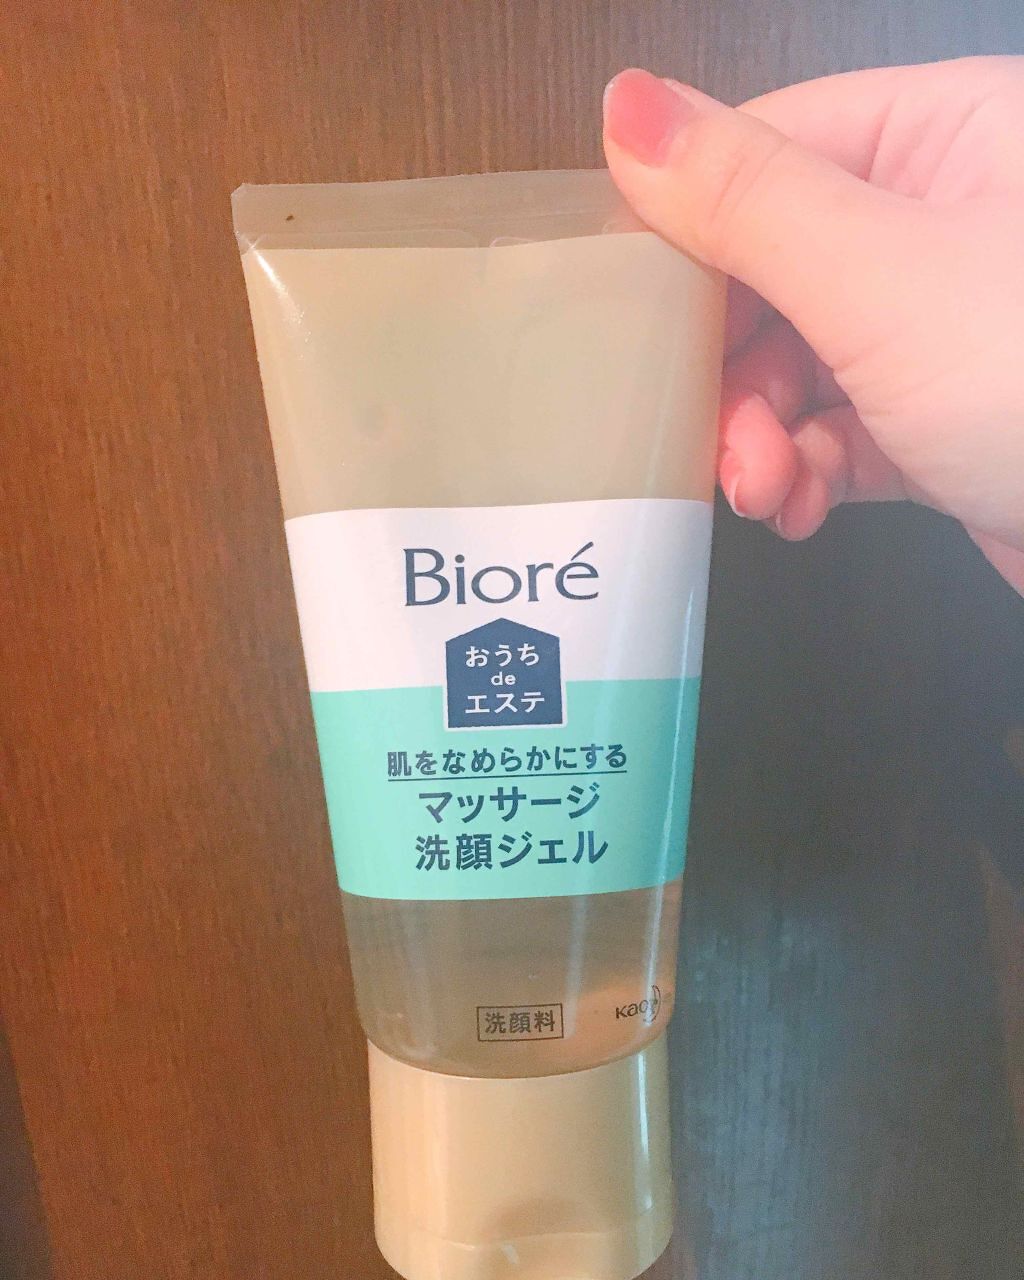 Bioré
おうち
de
エステ
肌をなめらかにする
マッサージ
洗顔ジェル
洗顔料
Kao